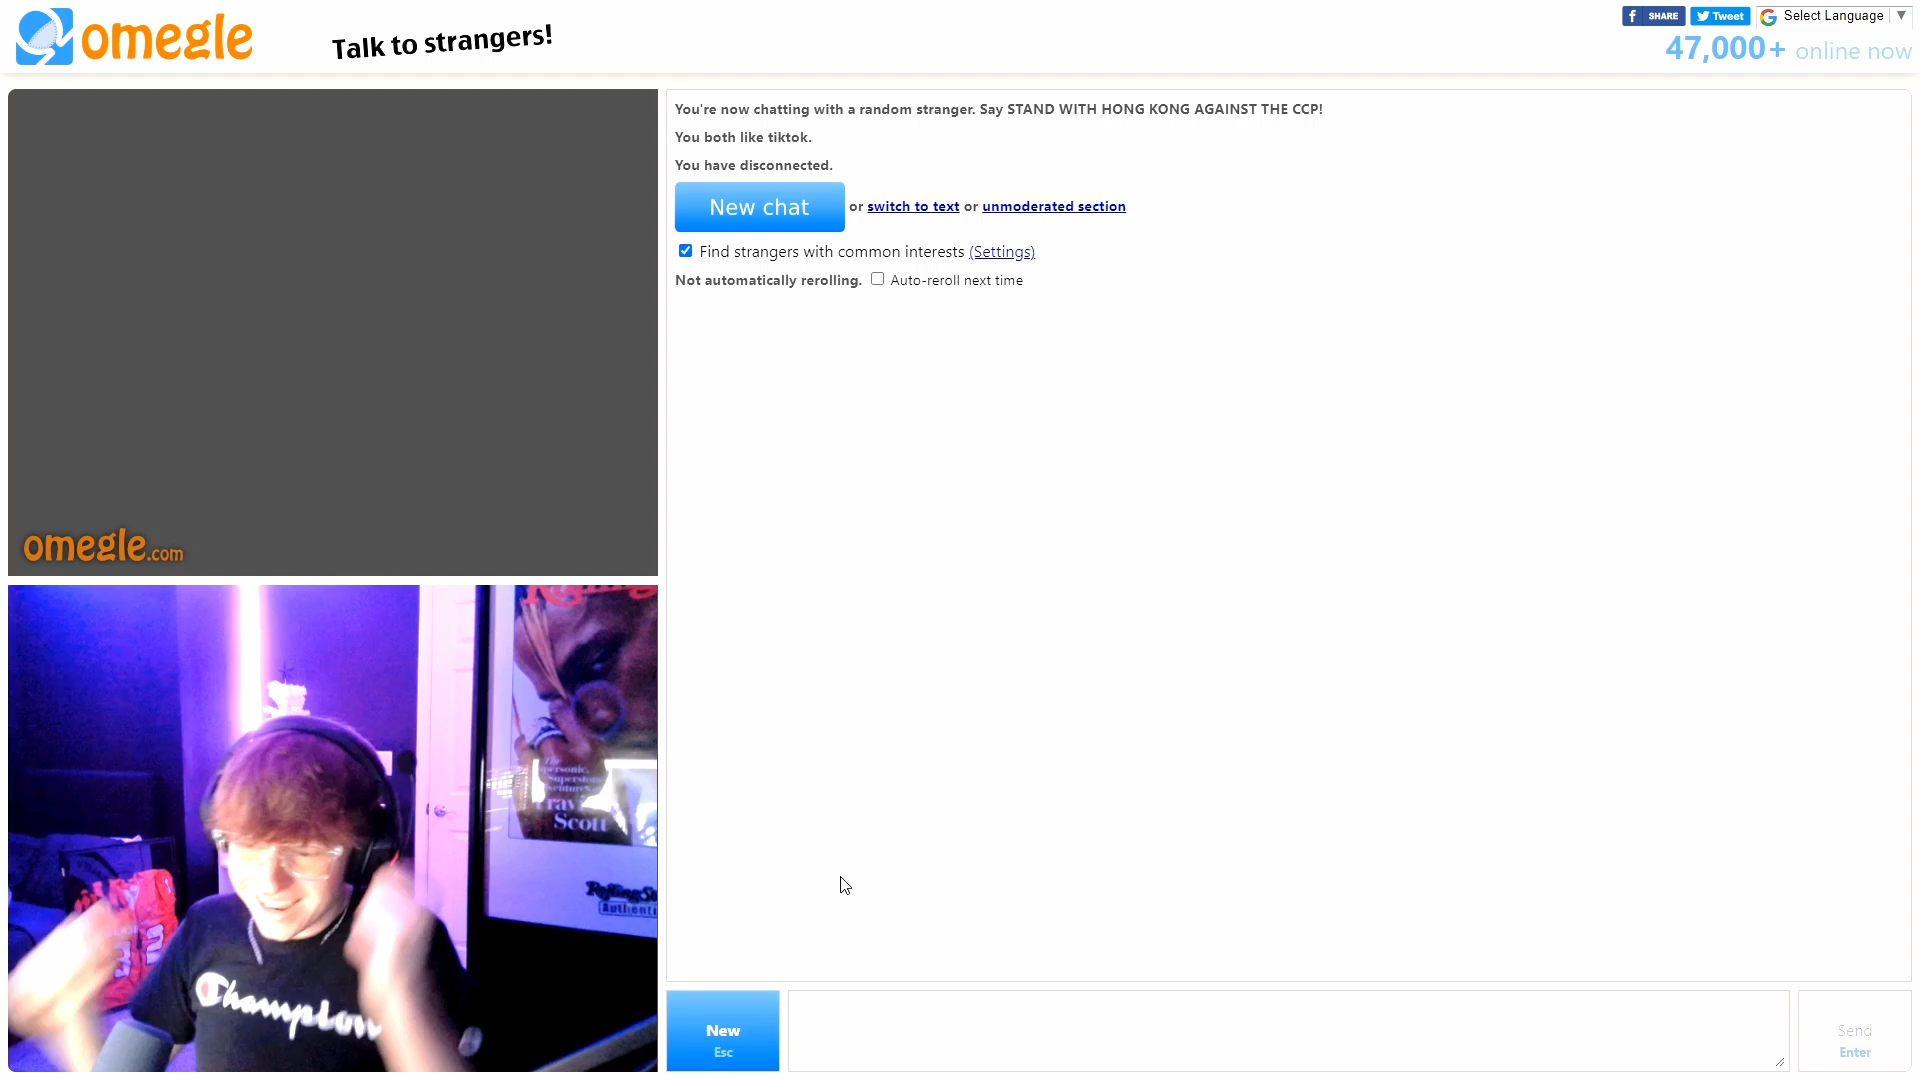 omegle
Talk to strangers!
SHARE
Tweet
Select Language
47,000+ online now
You're now chatting with a random stranger. Say STAND WITH HONG KONG AGAINST THE CCP!
You both like tiktok.
You have disconnected.
New chat or switch to text or unmoderated section
Find strangers with common interests (Settings)
Not automatically rerolling. Auto-reroll next time
omegle.com
The
Scott
Champion
New
Esc
Send
Enter